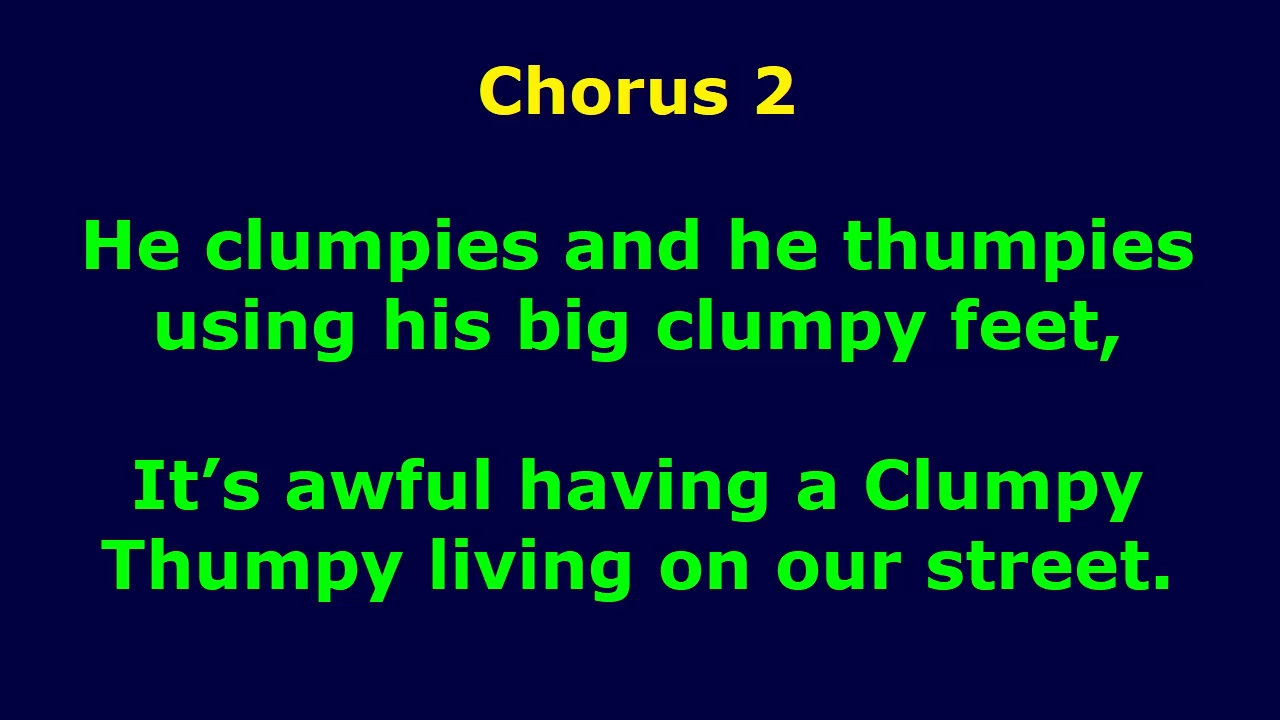 Chorus 2
He clumpies and he thumpies
using his big clumpy feet,
It’s awful having a Clumpy
Thumpy living on our street.